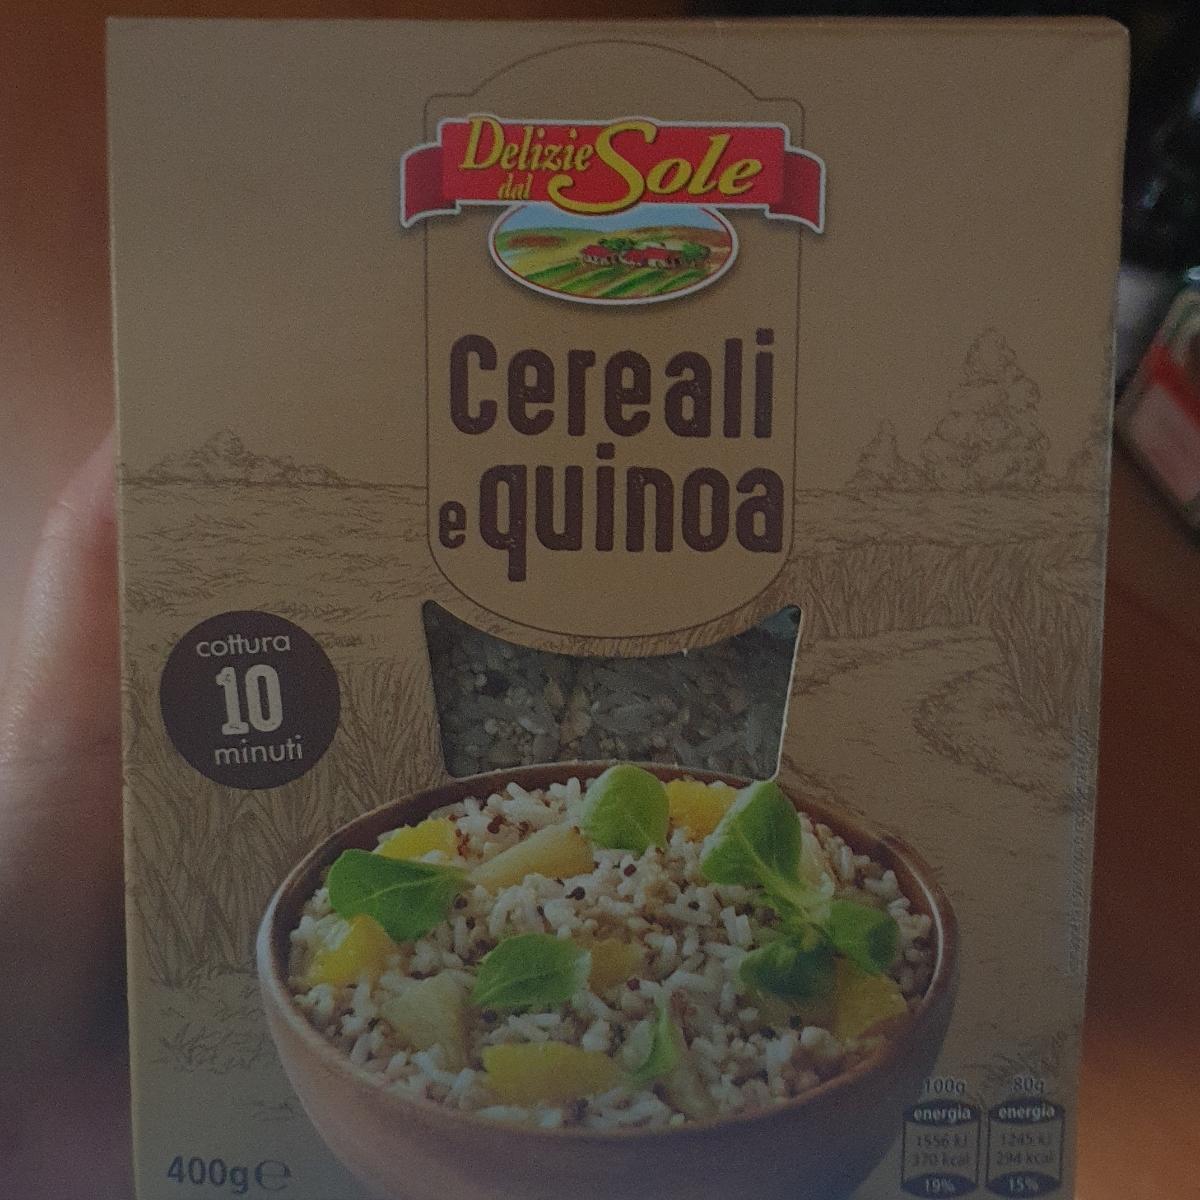 Delizie
dal Sole
Cereali
e quinoa
cottura
10
minuti
100g 80g
energia energia
1556 kJ 1245 kJ
370 kcal 294 kcal
19% 15%
400g e